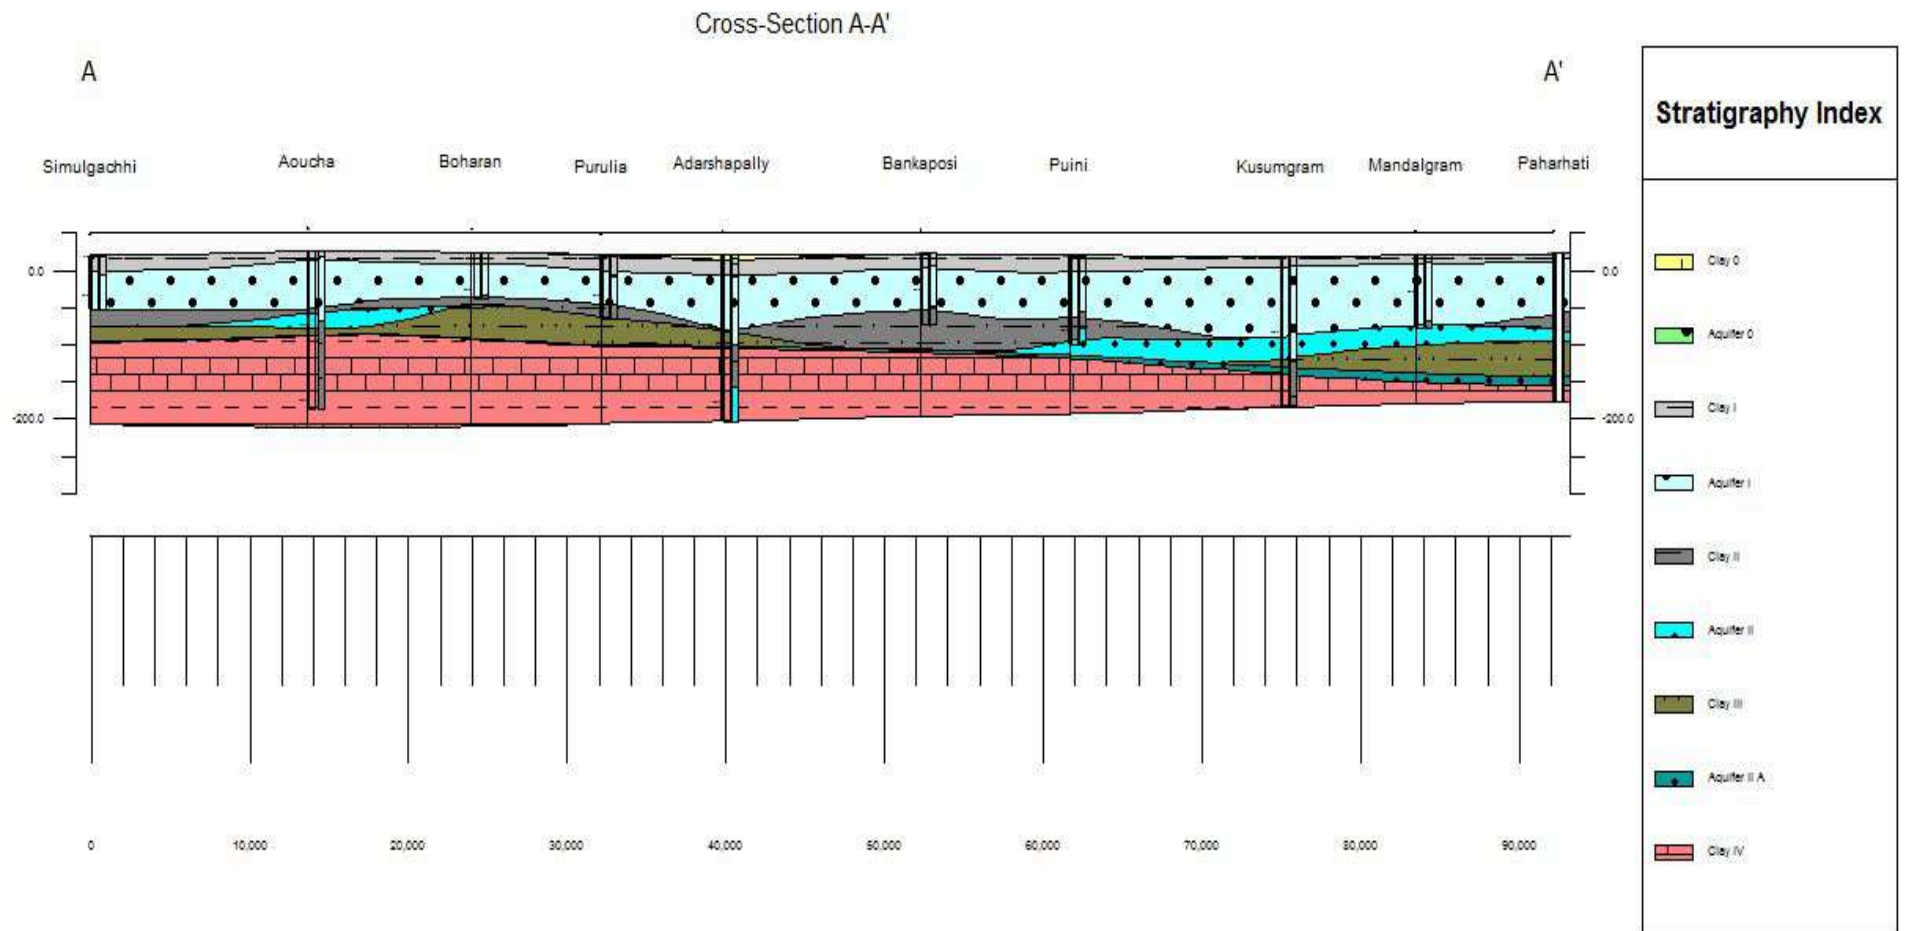 Cross-Section A-A'
A A'
Simulgachhi Aoucha Boharan Purulia Adarshapally Bankaposi Puini Kusumgram Mandalgram Paharhati
0.0 0.0
-200.0 -200.0
0 10,000 20,000 30,000 40,000 50,000 60,000 70,000 80,000 90,000
Stratigraphy Index
Clay 0
Aquifer 0
Clay I
Aquifer I
Clay II
Aquifer II
Clay III
Aquifer II A
Clay IV